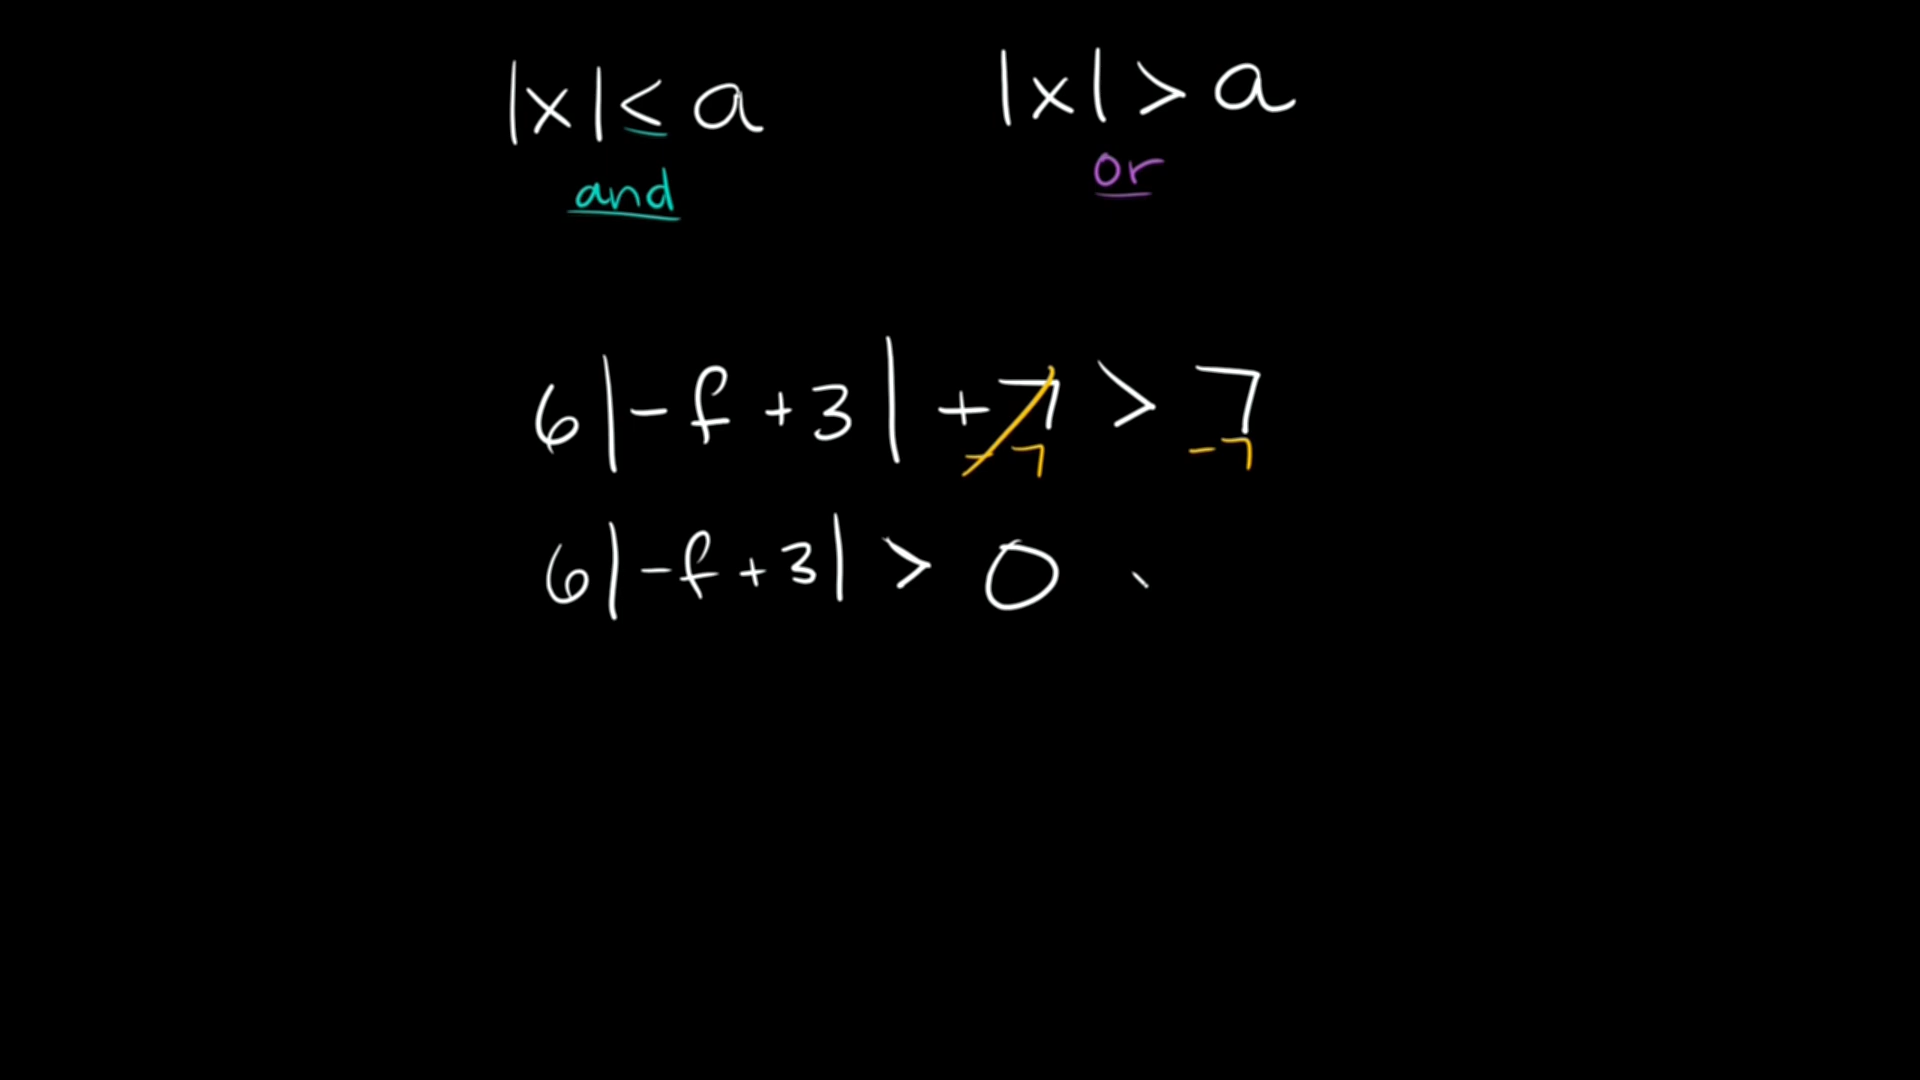 |x| ≤ a |x| > a
and or
6|-f+3| +7 > 7
-7 -7
6|-f+3| > 0